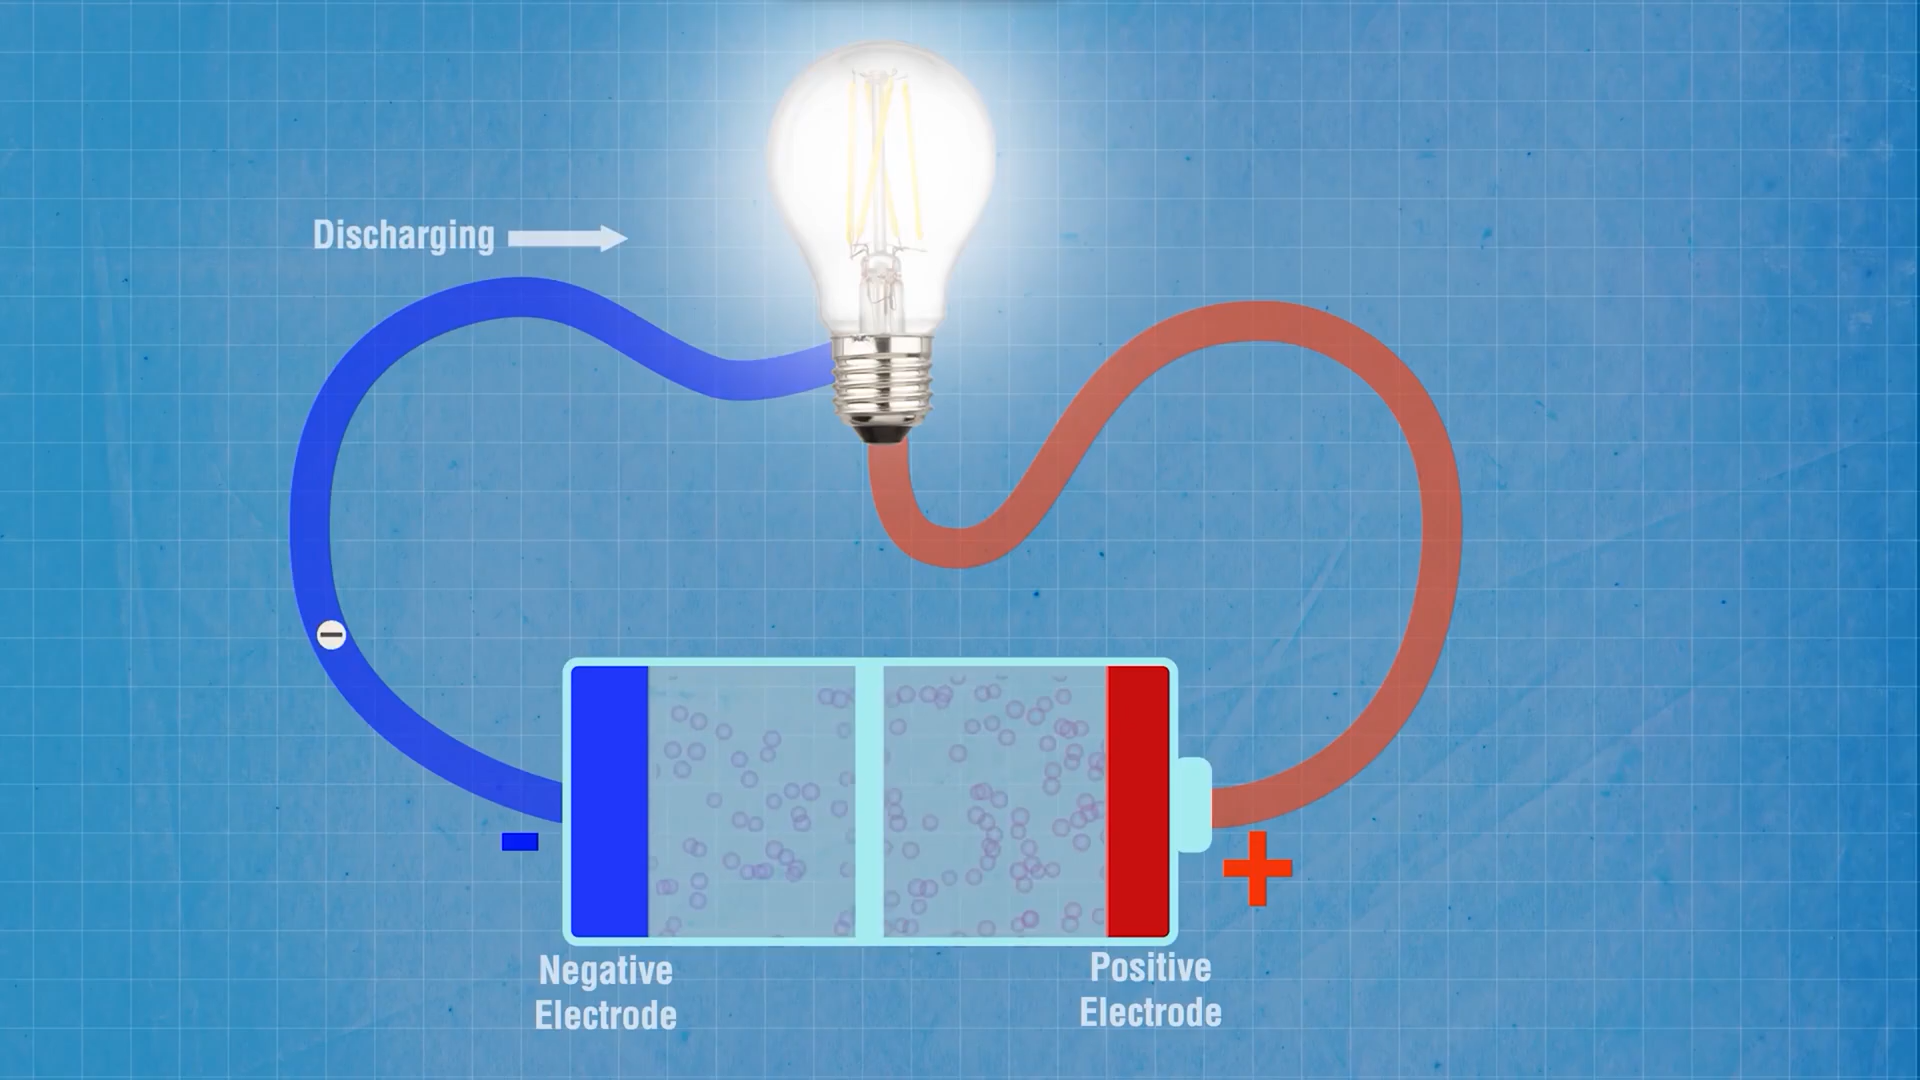 Discharging
Negative
Electrode
Positive
Electrode